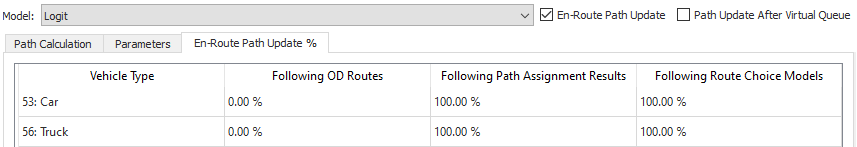 Model: Logit En-Route Path Update Path Update After Virtual Queue
Path Calculation Parameters En-Route Path Update %
Vehicle Type Following OD Routes Following Path Assignment Results Following Route Choice Models
53: Car 0.00 % 100.00 % 100.00 %
56: Truck 0.00 % 100.00 % 100.00 %